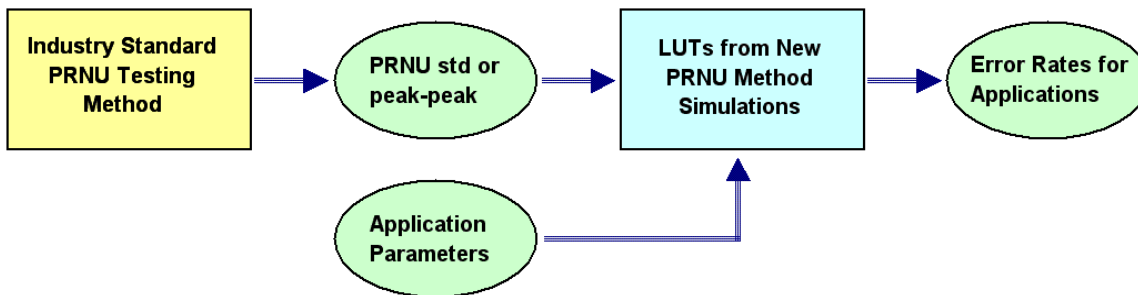 Industry Standard
PRNU Testing
Method
PRNU std or
peak-peak
LUTs from New
PRNU Method
Simulations
Error Rates for
Applications
Application
Parameters